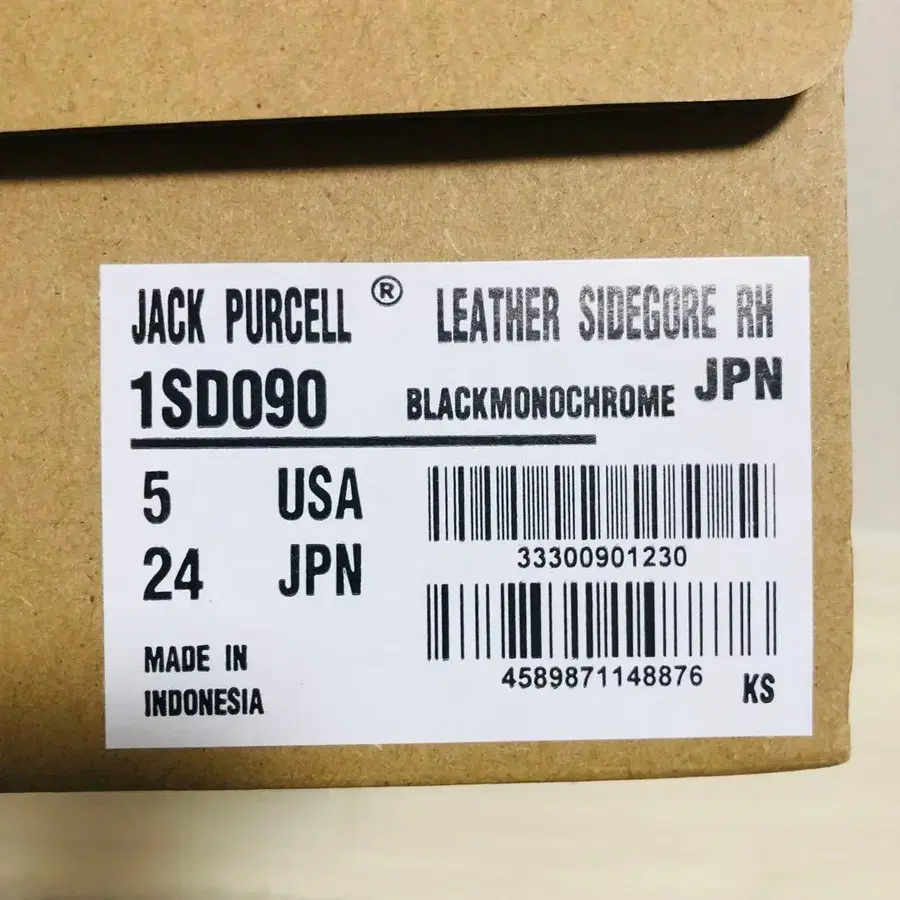 JACK PURCELL ® LEATHER SIDEGORE RH
1SD090 BLACKMONOCHROME JPN
5 USA
24 JPN
33300901230
4589871148876
MADE IN
INDONESIA
KS